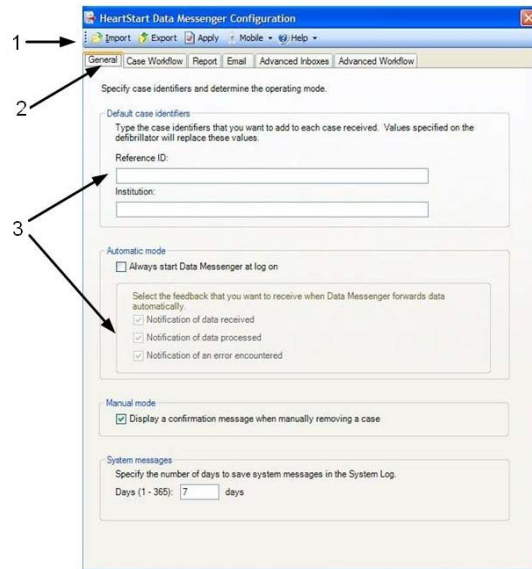 HeartStart Data Messenger Configuration
1
Import Export Apply Mobile Help
General Case Workflow Report Email Advanced Inboxes Advanced Workflow
2
Specify case identifiers and determine the operating mode.
Default case identifiers
Type the case identifiers that you want to add to each case received. Values specified on the
defibrillator will replace these values.
Reference ID:
Institution:
3
Automatic mode
Always start Data Messenger at log on
Select the feedback that you want to receive when Data Messenger forwards data
automatically.
Notification of data received
Notification of data processed
Notification of an error encountered
Manual mode
Display a confirmation message when manually removing a case
System messages
Specify the number of days to save system messages in the System Log.
Days (1 - 365): 7 days